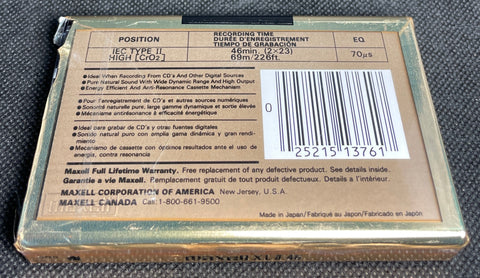 POSITION
RECORDING TIME
DURÉE D'ENREGISTREMENT
TIEMPO DE GRABACIÓN
EQ
IEC TYPE II
HIGH [CrO2]
46min. (2×23)
69m/226ft.
70μs
● Ideal When Recording From CD's And Other Digital Sources
● Pure Natural Sound With Wide Dynamic Range And High Output
● Energy Efficient And Anti-Resonance Cassette Mechanism
● Pour l'enregistrement de CD's et autres sources numériques
● Sonorité naturelle pure, large gamme dynamique et sortie élevée
● Mécanisme antirésonance à efficacité énergétique
● Ideal para grabar de CD's y otras fuentes digitales
● Sonido natural puro con amplia gama dinámica y gran rendimiento
● Mecanismo de cassette con óptimos resultados ante el uso de energía, contra resonancia
0
25215 13761
Maxell Full Lifetime Warranty. Free replacement of any defective product. See details inside.
Garantie a vie Maxell. Remplacement gratuit de tout produit defectueux. Details a l'interieur.
MAXELL CORPORATION OF AMERICA New Jersey, U.S.A.
MAXELL CANADA Call:1-800-661-9500
Made in Japan/Fabriqué au Japon/Fabricado en Japón
maxell